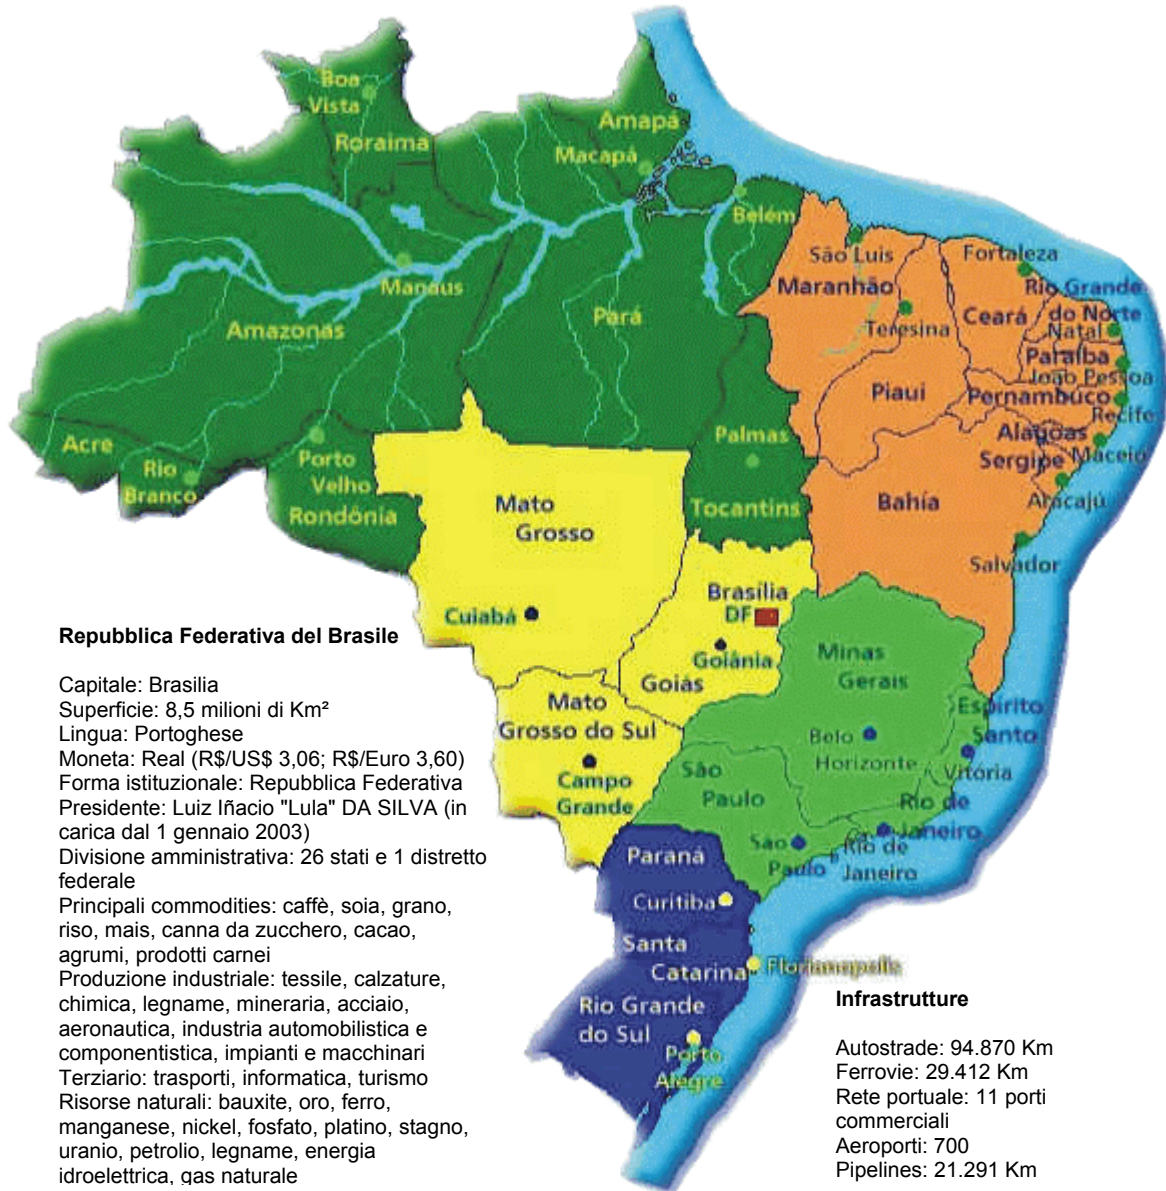 Boa
Vista
Roraima
Amapá
Macapá
Belém
Manaus
Amazonas
Pará
São Luis
Maranhão
Teresina
Fortaleza
Ceará
Rio Grande
do Norte
Natal
Paraíba
João Pessoa
Piaui
Pernambuco
Recife
Alagoas
Maceio
Sergipe
Aracajú
Bahía
Salvador
Acre
Rio
Branco
Porto
Velho
Rondônia
Palmas
Tocantins
Mato
Grosso
Cuiabá
Brasília
DF
Goiânia
Goiás
Mato
Grosso do Sul
Campo
Grande
Minas
Gerais
Belo
Horizonte
Espirito
Santo
Vitória
São
Paulo
São
Paulo
Rio de
Janeiro
Rio de
Janeiro
Paraná
Curitiba
Santa
Catarina
Florianopolis
Rio Grande
do Sul
Porto
Alegre
Repubblica Federativa del Brasile
Capitale: Brasilia
Superficie: 8,5 milioni di Km²
Lingua: Portoghese
Moneta: Real (R$/US$ 3,06; R$/Euro 3,60)
Forma istituzionale: Repubblica Federativa
Presidente: Luiz Iñacio "Lula" DA SILVA (in
carica dal 1 gennaio 2003)
Divisione amministrativa: 26 stati e 1 distretto
federale
Principali commodities: caffè, soia, grano,
riso, mais, canna da zucchero, cacao,
agrumi, prodotti carnei
Produzione industriale: tessile, calzature,
chimica, legname, mineraria, acciaio,
aeronautica, industria automobilistica e
componentistica, impianti e macchinari
Terziario: trasporti, informatica, turismo
Risorse naturali: bauxite, oro, ferro,
manganese, nickel, fosfato, platino, stagno,
uranio, petrolio, legname, energia
idroelettrica, gas naturale
Infrastrutture
Autostrade: 94.870 Km
Ferrovie: 29.412 Km
Rete portuale: 11 porti
commerciali
Aeroporti: 700
Pipelines: 21.291 Km